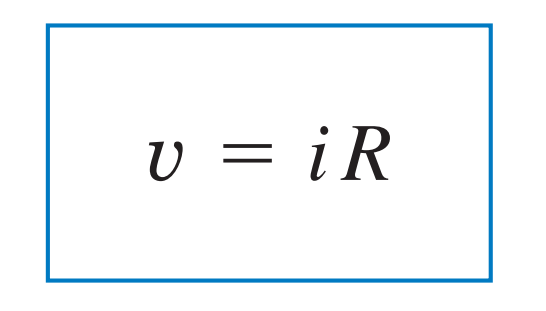 v = iR